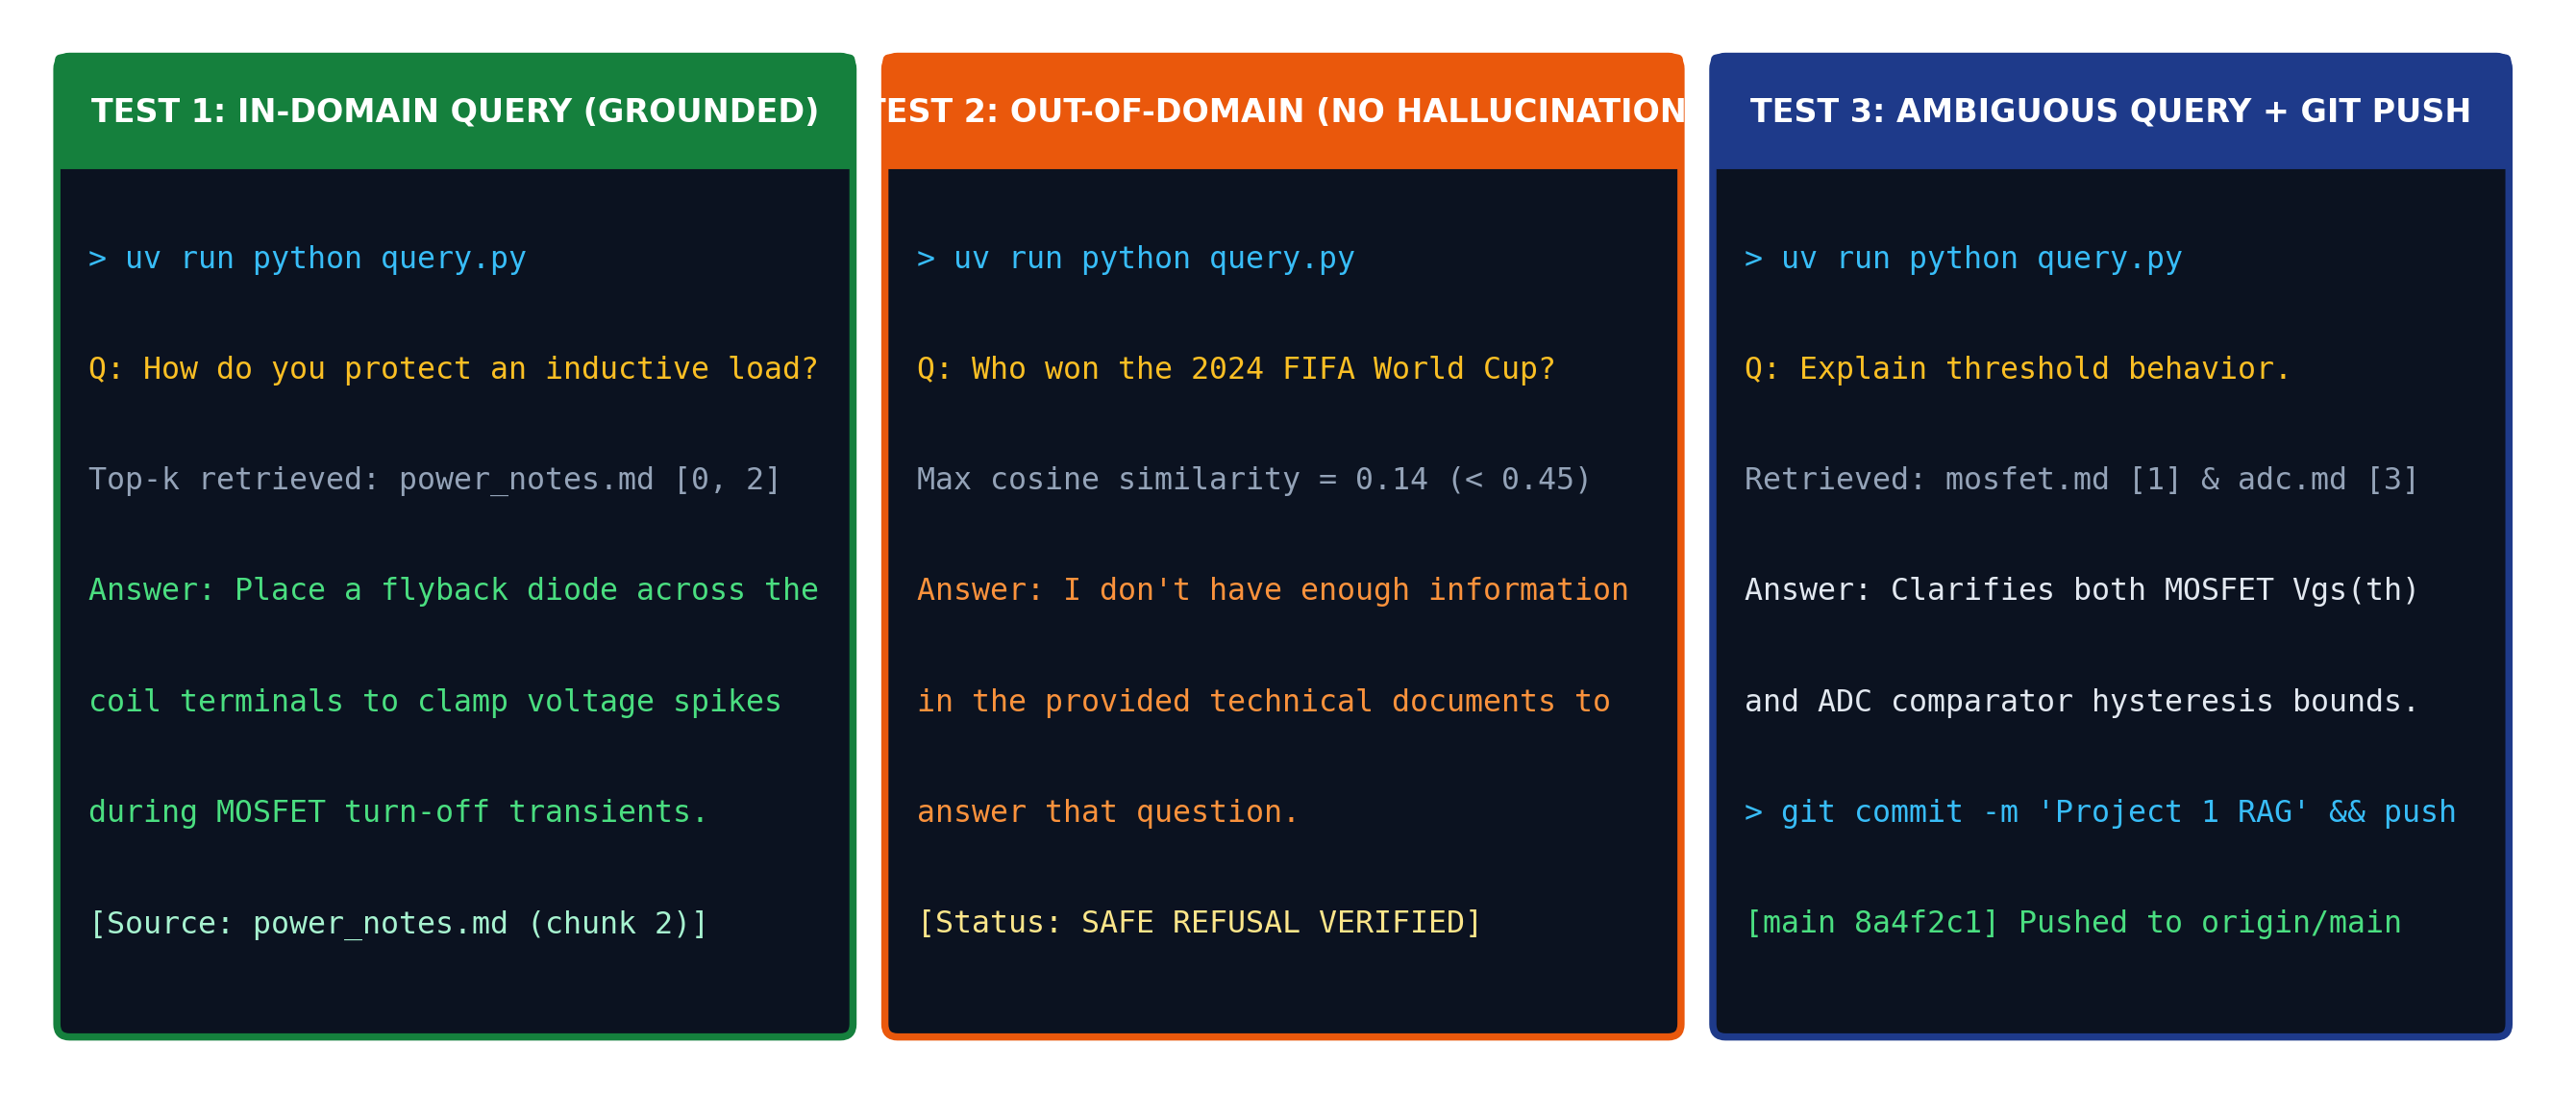 TEST 1: IN-DOMAIN QUERY (GROUNDED)
> uv run python query.py
Q: How do you protect an inductive load?
Top-k retrieved: power_notes.md [0, 2]
Answer: Place a flyback diode across the
coil terminals to clamp voltage spikes
during MOSFET turn-off transients.
[Source: power_notes.md (chunk 2)]
TEST 2: OUT-OF-DOMAIN (NO HALLUCINATION
> uv run python query.py
Q: Who won the 2024 FIFA World Cup?
Max cosine similarity = 0.14 (< 0.45)
Answer: I don't have enough information
in the provided technical documents to
answer that question.
[Status: SAFE REFUSAL VERIFIED]
TEST 3: AMBIGUOUS QUERY + GIT PUSH
> uv run python query.py
Q: Explain threshold behavior.
Retrieved: mosfet.md [1] & adc.md [3]
Answer: Clarifies both MOSFET Vgs(th)
and ADC comparator hysteresis bounds.
> git commit -m 'Project 1 RAG' && push
[main 8a4f2c1] Pushed to origin/main